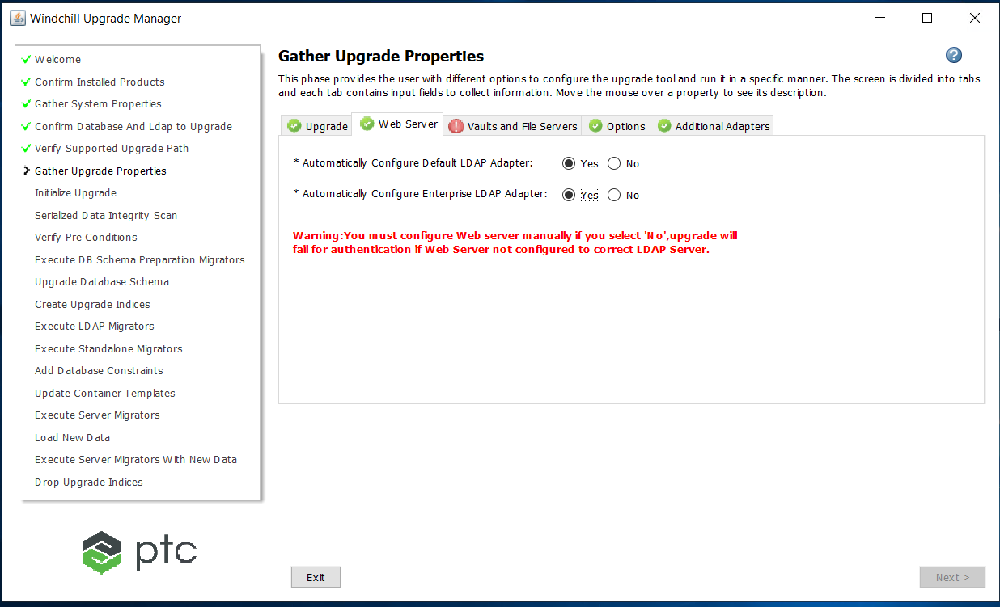 Windchill Upgrade Manager
Welcome
Confirm Installed Products
Gather System Properties
Confirm Database And Ldap to Upgrade
Verify Supported Upgrade Path
Gather Upgrade Properties
Initialize Upgrade
Serialized Data Integrity Scan
Verify Pre Conditions
Execute DB Schema Preparation Migrators
Upgrade Database Schema
Create Upgrade Indices
Execute LDAP Migrators
Execute Standalone Migrators
Add Database Constraints
Update Container Templates
Execute Server Migrators
Load New Data
Execute Server Migrators With New Data
Drop Upgrade Indices
ptc
Gather Upgrade Properties
?
This phase provides the user with different options to configure the upgrade tool and run it in a specific manner. The screen is divided into tabs
and each tab contains input fields to collect information. Move the mouse over a property to see its description.
Upgrade Web Server Vaults and File Servers Options Additional Adapters
* Automatically Configure Default LDAP Adapter: Yes No
* Automatically Configure Enterprise LDAP Adapter: Yes No
Warning:You must configure Web server manually if you select 'No',upgrade will
fail for authentication if Web Server not configured to correct LDAP Server.
Exit Next >